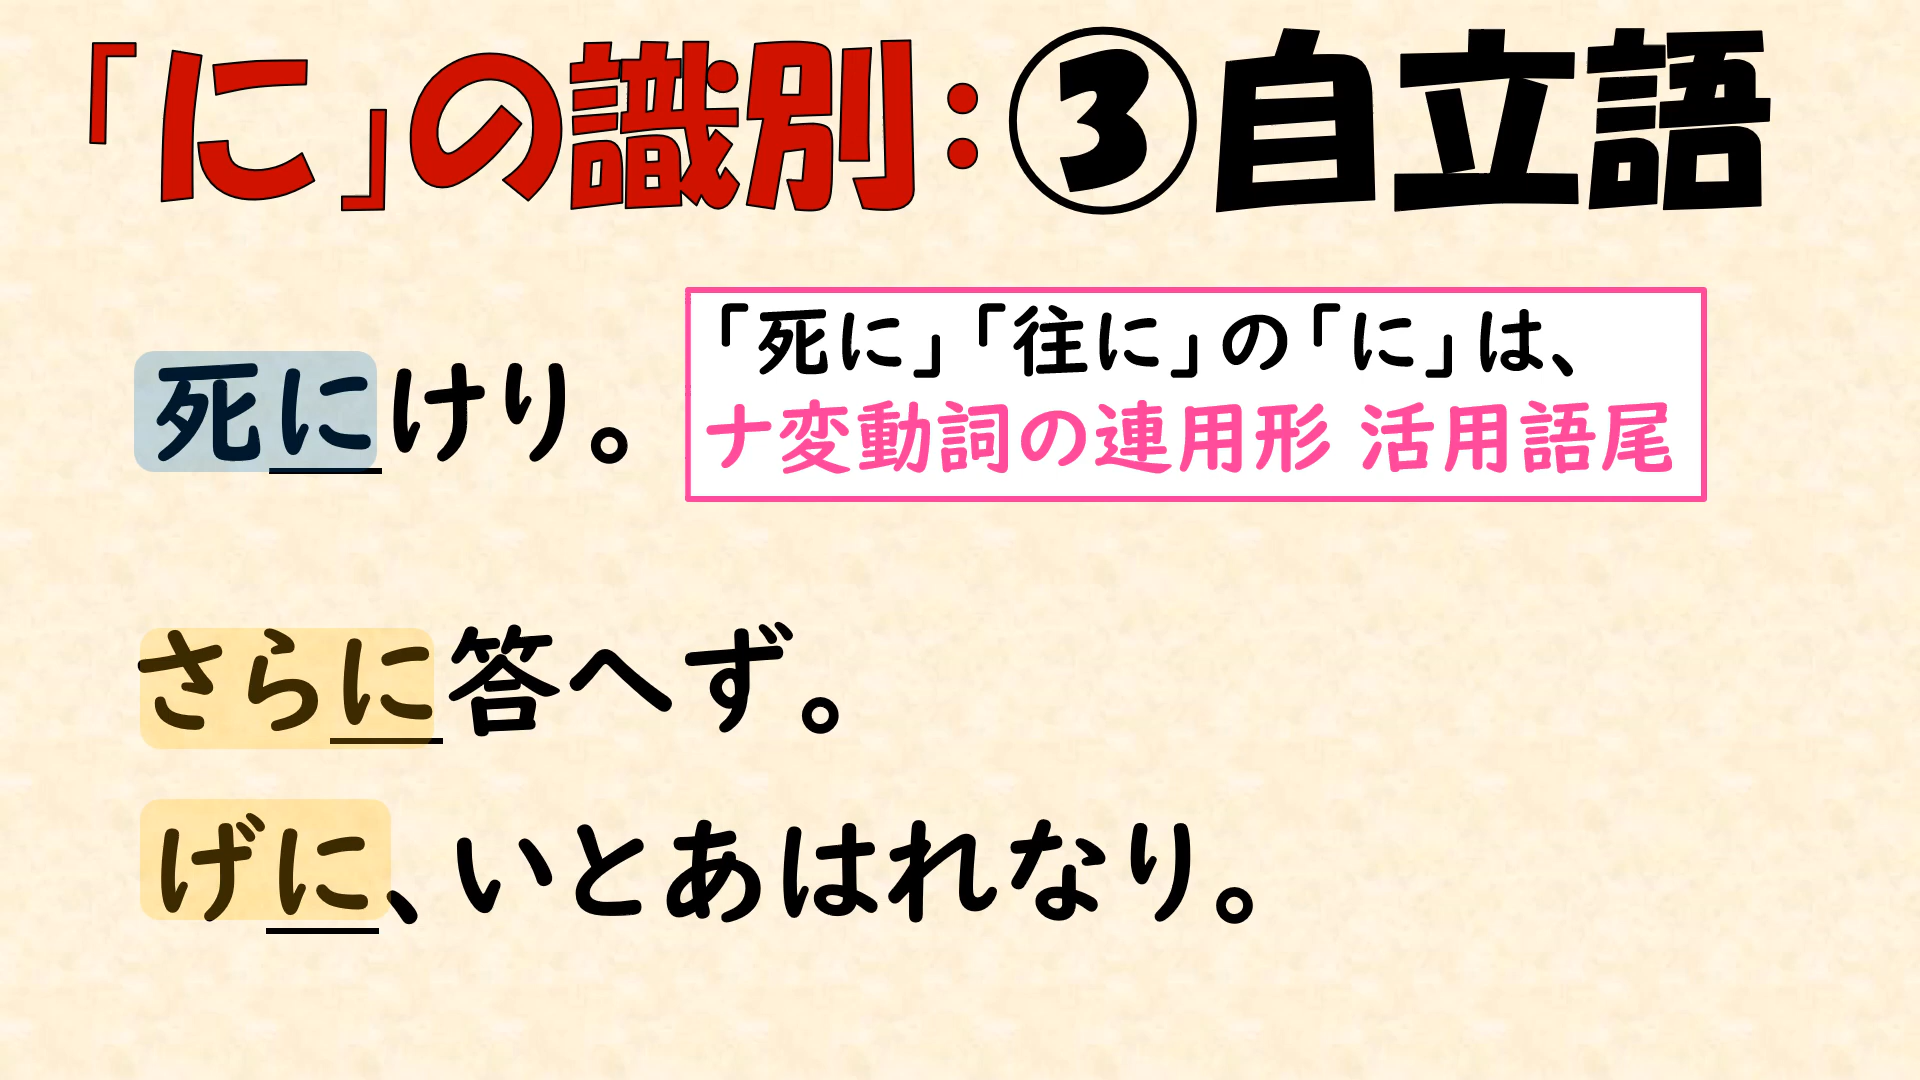 「に」の識別：③自立語
「死に」「往に」の「に」は、
ナ変動詞の連用形 活用語尾
死にけり。
さらに答へず。
げに、いとあはれなり。